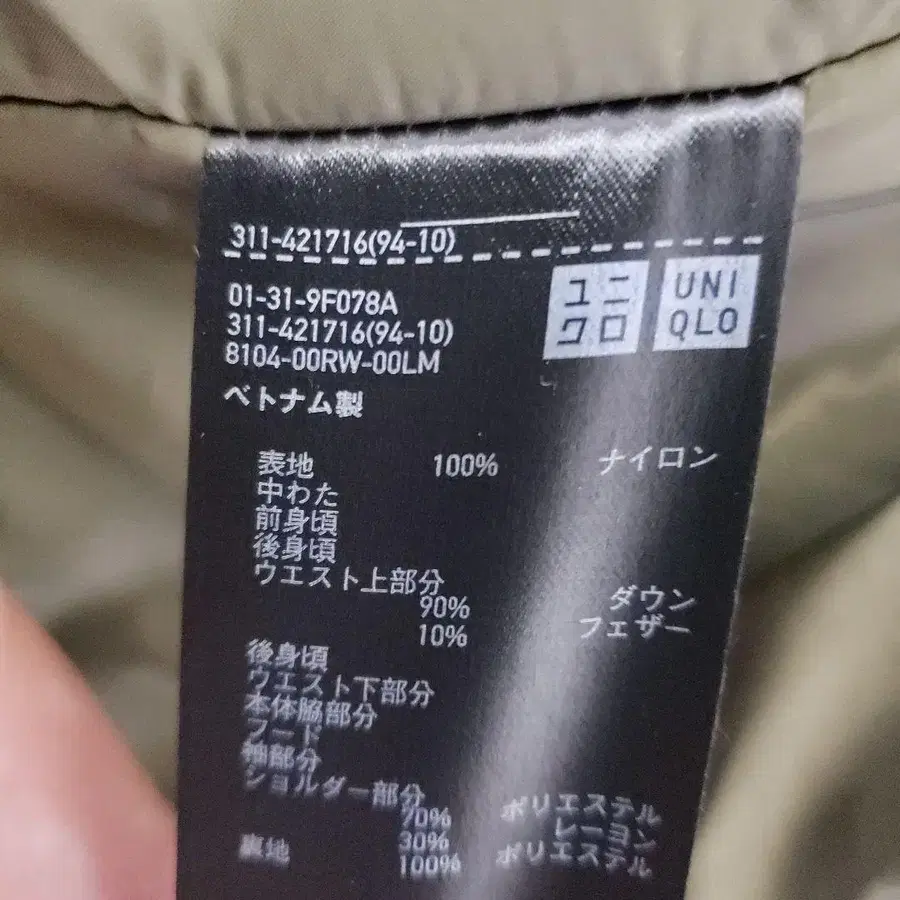 311-421716(94-10)
01-31-9F078A
311-421716(94-10)
8104-00RW-00LM
ユニ
クロ
UNI
QLO
ベトナム製
表地 100% ナイロン
中わた
前身頃
後身頃
ウエスト上部分
90% ダウン
10% フェザー
後身頃
ウエスト下部分
本体脇部分
フード
袖部分
ショルダー部分
70% ポリエステル
30% レーヨン
裏地 100% ポリエステル